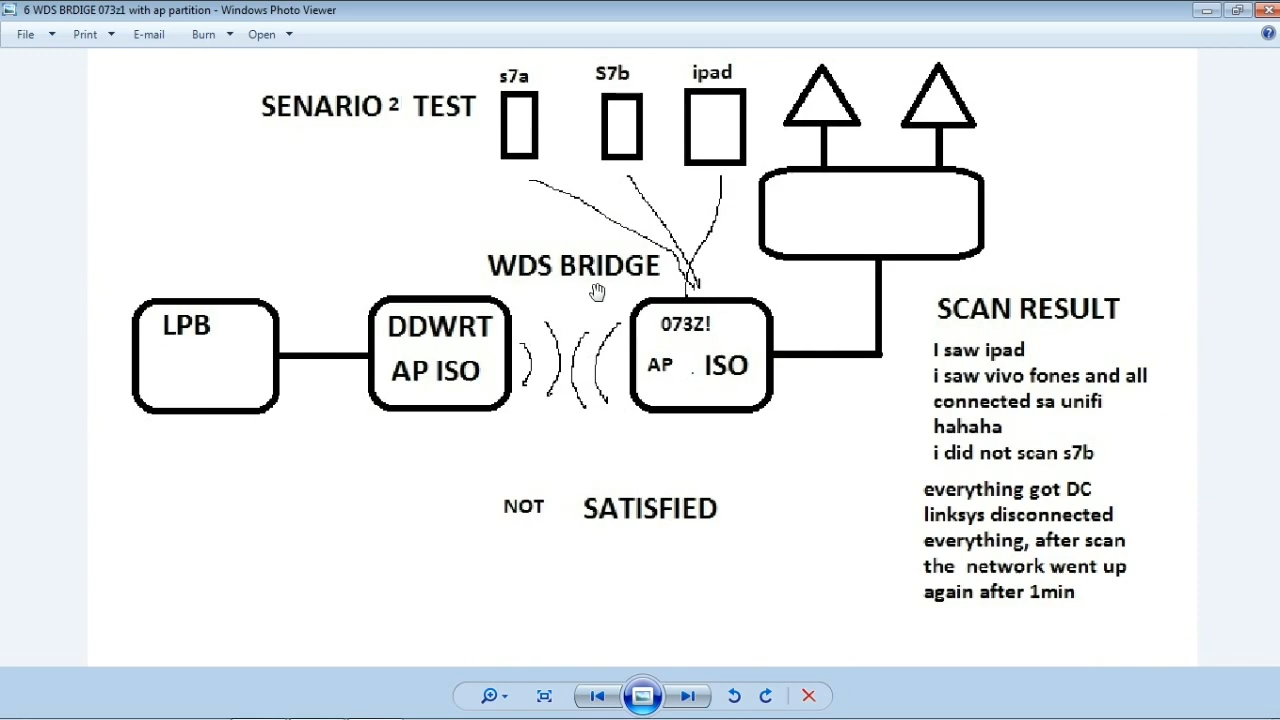 6 WDS BRDIGE 073z1 with ap partition - Windows Photo Viewer
File Print E-mail Burn Open
s7a S7b ipad
SENARIO 2 TEST
WDS BRIDGE
LPB
DDWRT
AP ISO
073Z!
AP . ISO
SCAN RESULT
I saw ipad
i saw vivo fones and all
connected sa unifi
hahaha
i did not scan s7b
everything got DC
linksys disconnected
everything, after scan
the network went up
again after 1min
NOT SATISFIED